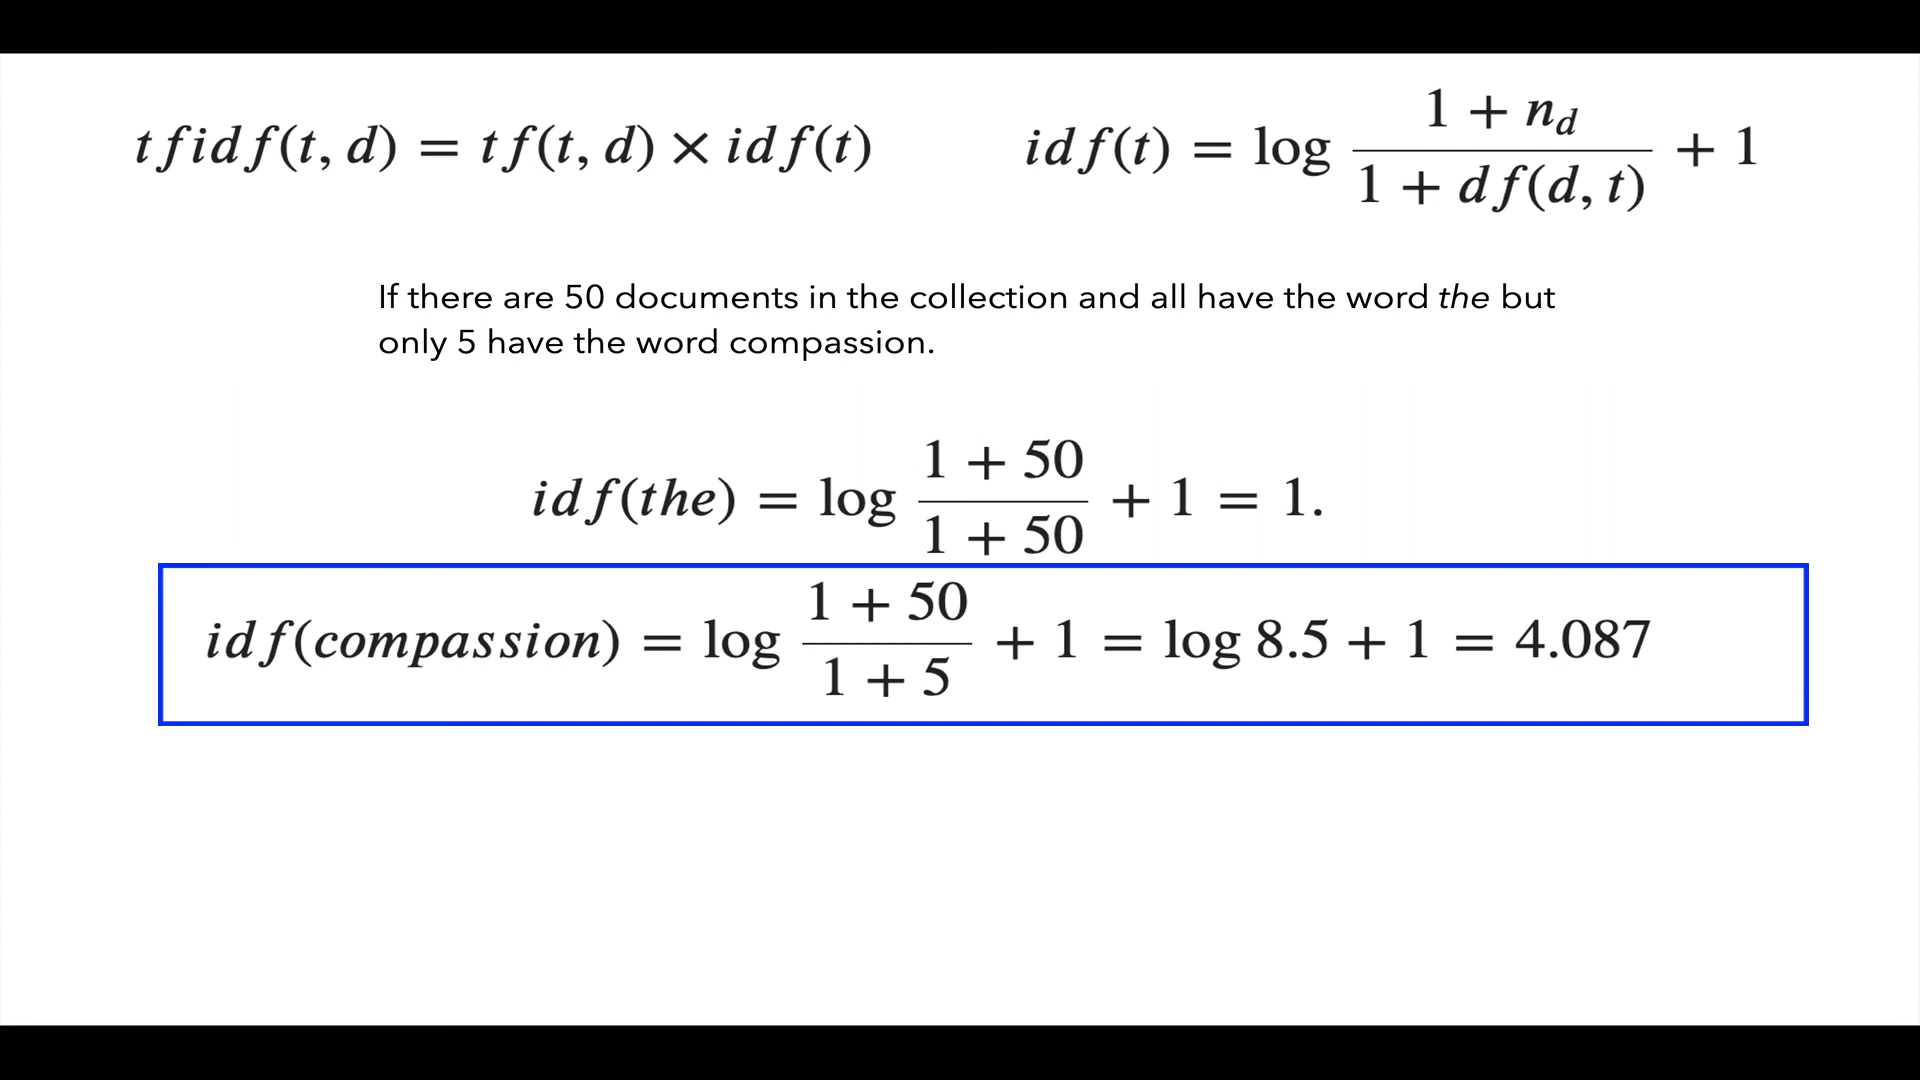 tfidf(t, d) = tf(t, d) × idf(t)
idf(t) = log (1 + n_d)/(1 + df(d, t)) + 1
If there are 50 documents in the collection and all have the word the but
only 5 have the word compassion.
idf(the) = log (1 + 50)/(1 + 50) + 1 = 1.
idf(compassion) = log (1 + 50)/(1 + 5) + 1 = log 8.5 + 1 = 4.087